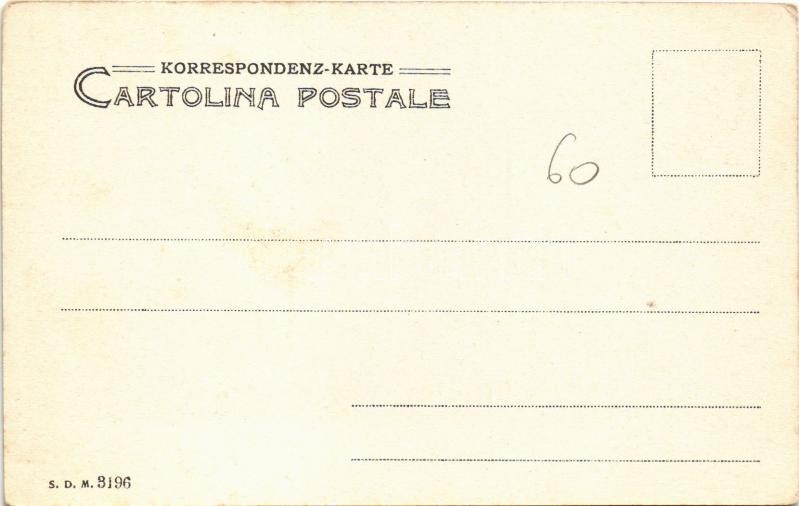 KORRESPONDENZ-KARTE
CARTOLINA POSTALE
60
S. D. M. 3196